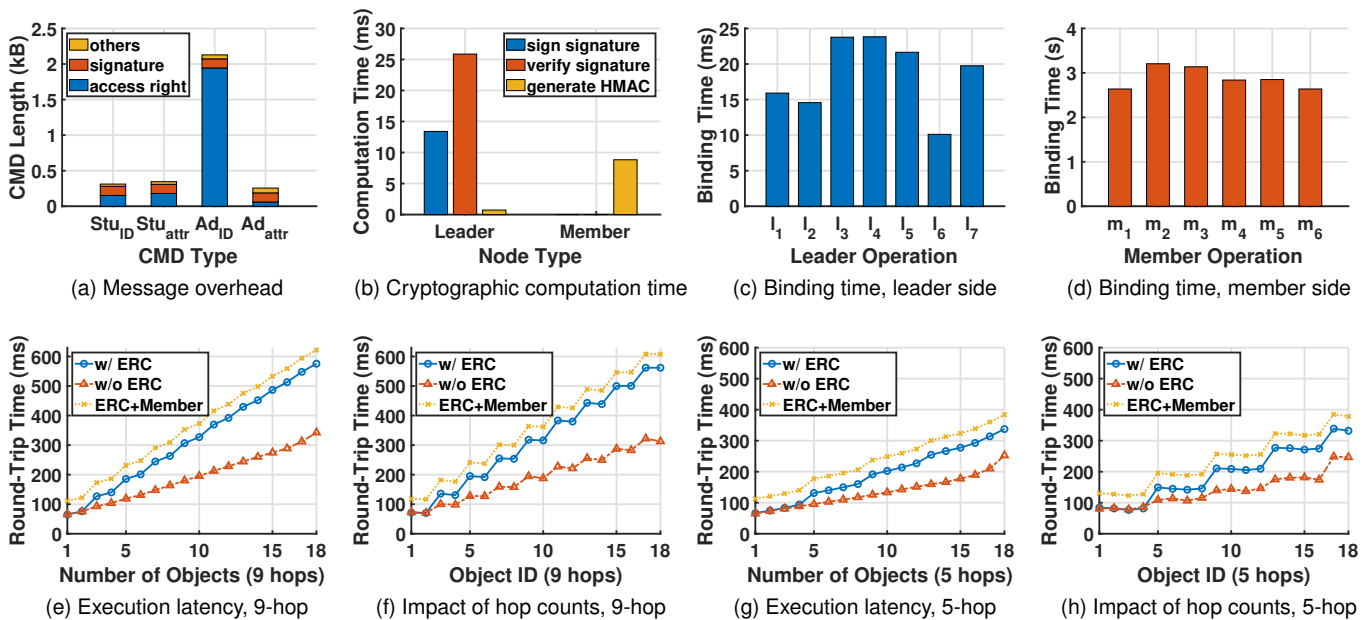 CMD Length (kB)
2.5
2
1.5
1
0.5
0
others
signature
access right
Stu_ID Stu_attr Ad_ID Ad_attr
CMD Type
(a) Message overhead
Computation Time (ms)
30
25
20
15
10
5
0
sign signature
verify signature
generate HMAC
Leader Member
Node Type
(b) Cryptographic computation time
Binding Time (ms)
25
20
15
10
5
0
l_1 l_2 l_3 l_4 l_5 l_6 l_7
Leader Operation
(c) Binding time, leader side
Binding Time (s)
4
3
2
1
0
m_1 m_2 m_3 m_4 m_5 m_6
Member Operation
(d) Binding time, member side
Round-Trip Time (ms)
600
500
400
300
200
100
0
w/ ERC
w/o ERC
ERC+Member
1 5 10 15 18
Number of Objects (9 hops)
(e) Execution latency, 9-hop
Round-Trip Time (ms)
600
500
400
300
200
100
0
w/ ERC
w/o ERC
ERC+Member
1 5 10 15 18
Object ID (9 hops)
(f) Impact of hop counts, 9-hop
Round-Trip Time (ms)
600
500
400
300
200
100
0
w/ ERC
w/o ERC
ERC+Member
1 5 10 15 18
Number of Objects (5 hops)
(g) Execution latency, 5-hop
Round-Trip Time (ms)
600
500
400
300
200
100
0
w/ ERC
w/o ERC
ERC+Member
1 5 10 15 18
Object ID (5 hops)
(h) Impact of hop counts, 5-hop